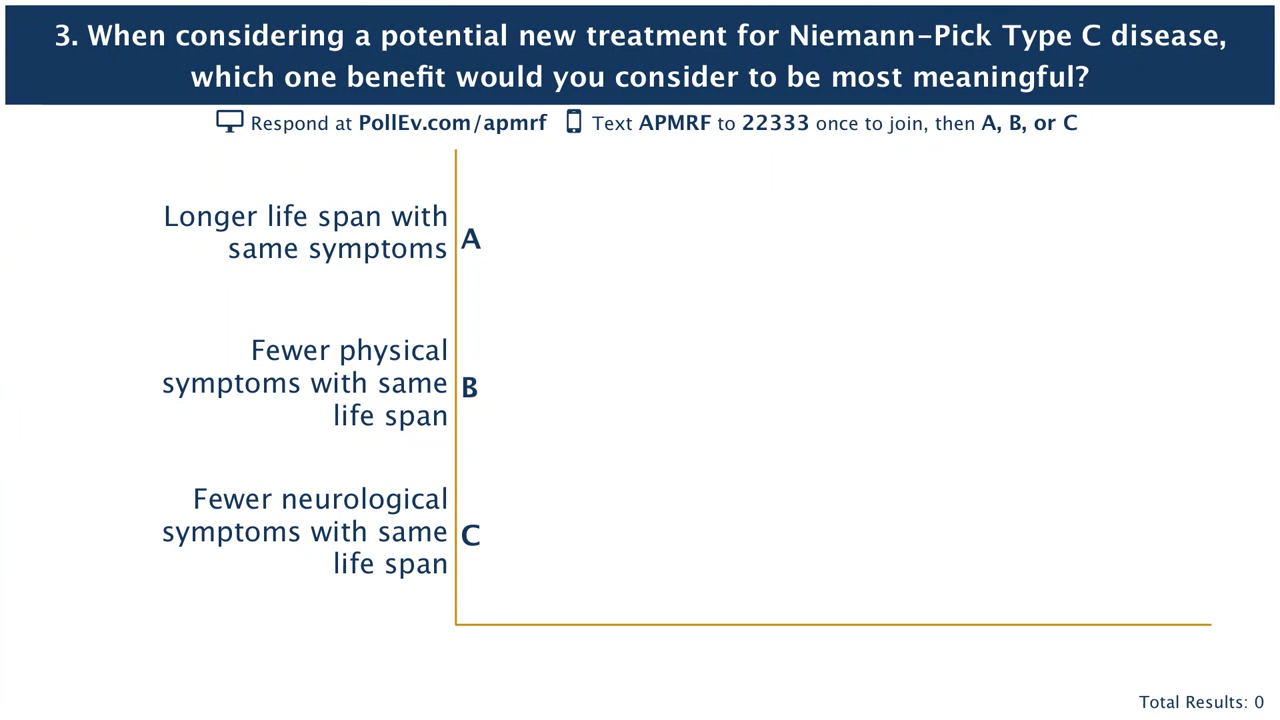 3. When considering a potential new treatment for Niemann-Pick Type C disease,
which one benefit would you consider to be most meaningful?
Respond at PollEv.com/apmrf Text APMRF to 22333 once to join, then A, B, or C
Longer life span with
same symptoms
A
Fewer physical
symptoms with same
life span
B
Fewer neurological
symptoms with same
life span
C
Total Results: 0